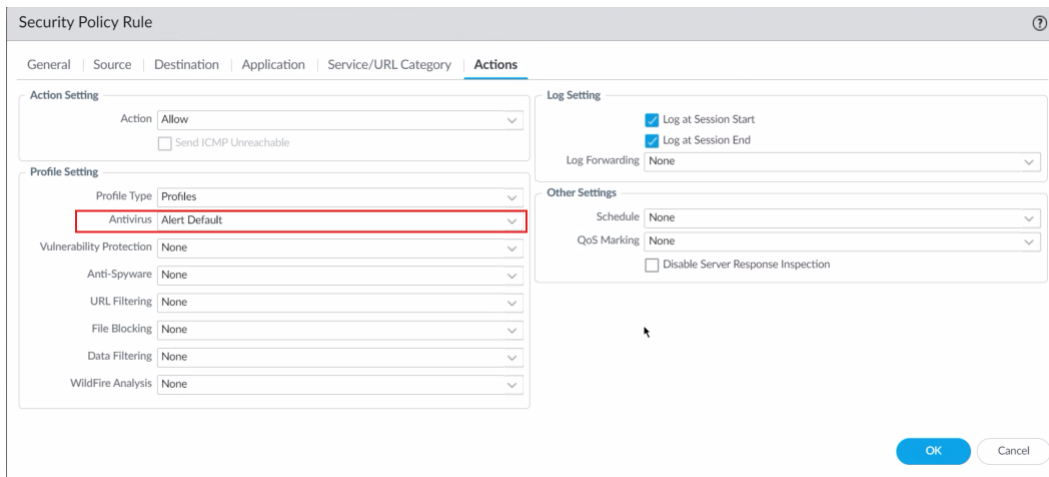 Security Policy Rule
General Source Destination Application Service/URL Category Actions
Action Setting
Action Allow
Send ICMP Unreachable
Profile Setting
Profile Type Profiles
Antivirus Alert Default
Vulnerability Protection None
Anti-Spyware None
URL Filtering None
File Blocking None
Data Filtering None
WildFire Analysis None
Log Setting
Log at Session Start
Log at Session End
Log Forwarding None
Other Settings
Schedule None
QoS Marking None
Disable Server Response Inspection
OK Cancel